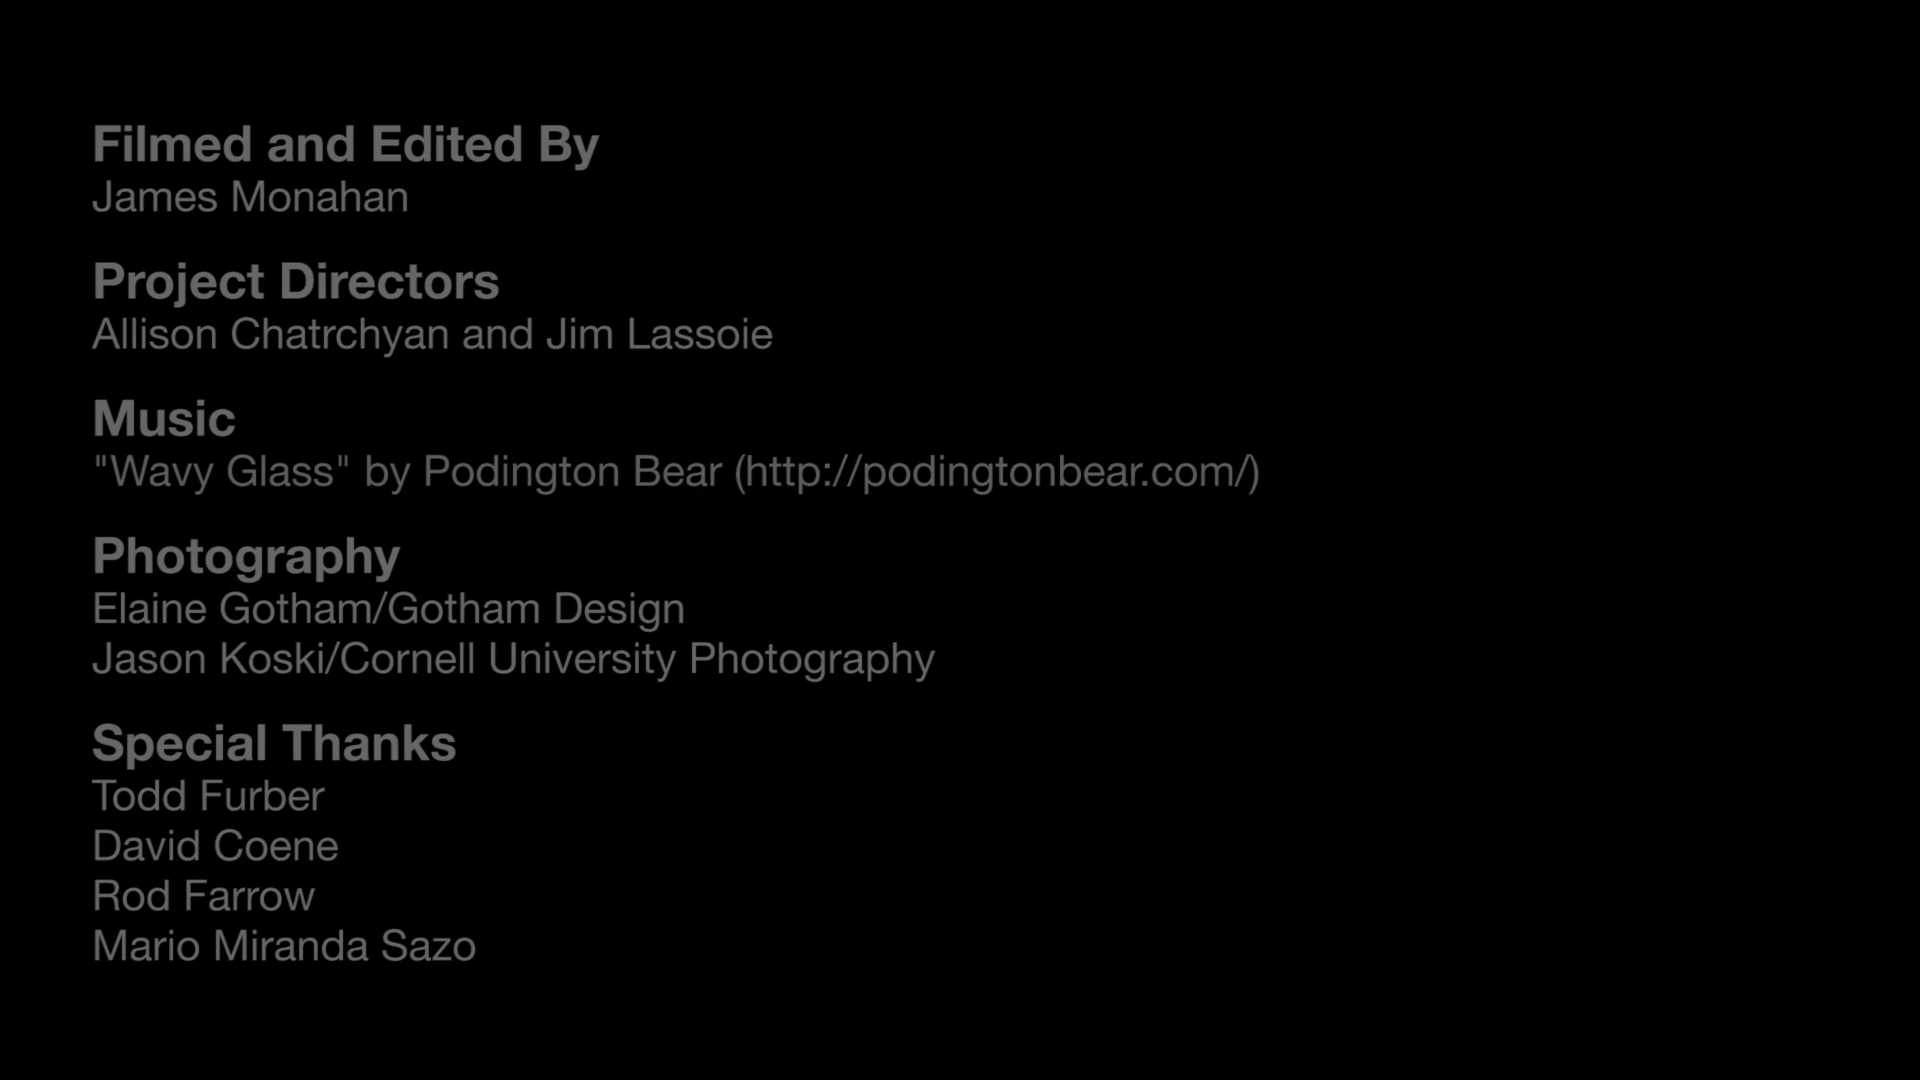 Filmed and Edited By
James Monahan
Project Directors
Allison Chatrchyan and Jim Lassoie
Music
"Wavy Glass" by Podington Bear (http://podingtonbear.com/)
Photography
Elaine Gotham/Gotham Design
Jason Koski/Cornell University Photography
Special Thanks
Todd Furber
David Coene
Rod Farrow
Mario Miranda Sazo